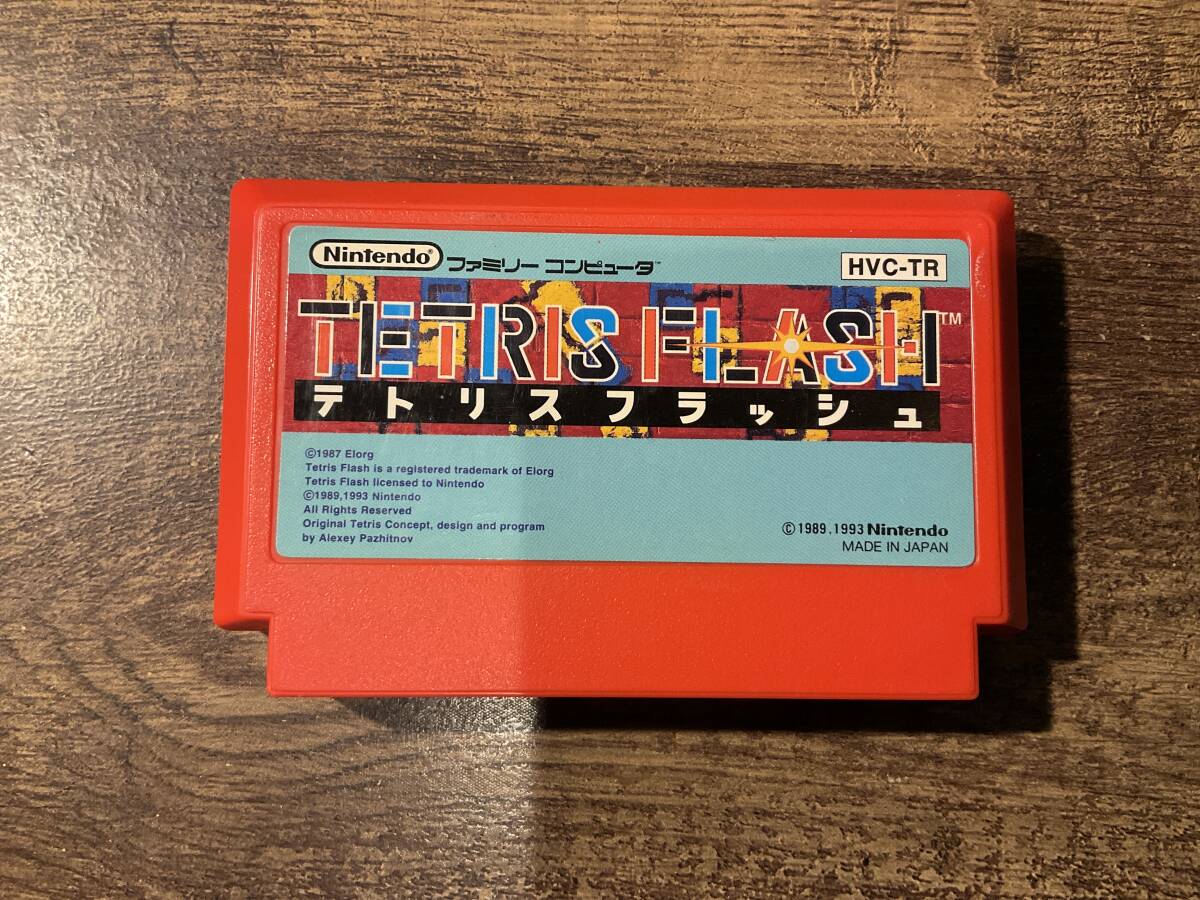 Nintendo® ファミリー コンピュータ™
HVC-TR
TETRIS FLASH™
テトリスフラッシュ
©1987 Elorg
Tetris Flash is a registered trademark of Elorg
Tetris Flash licensed to Nintendo
©1989,1993 Nintendo
All Rights Reserved
Original Tetris Concept, design and program
by Alexey Pazhitnov
©1989.1993 Nintendo
MADE IN JAPAN